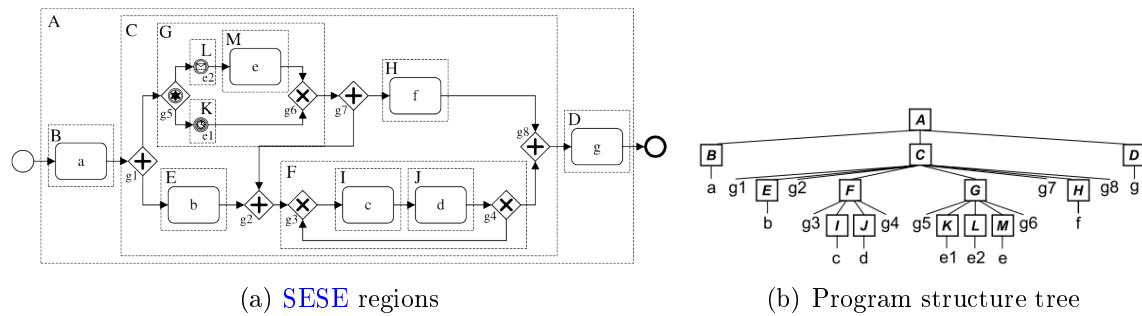 A
C
G
L
M
e2
e
g5
K
e1
g6
g7
H
f
B
a
g1
g8
D
g
E
b
g2
F
g3
I
c
J
d
g4
(a) SESE regions
A
B C D
a g1 E g2 F G g7 H g8 g
b g3 I J g4 g5 K L M g6 f
c d e1 e2 e
(b) Program structure tree